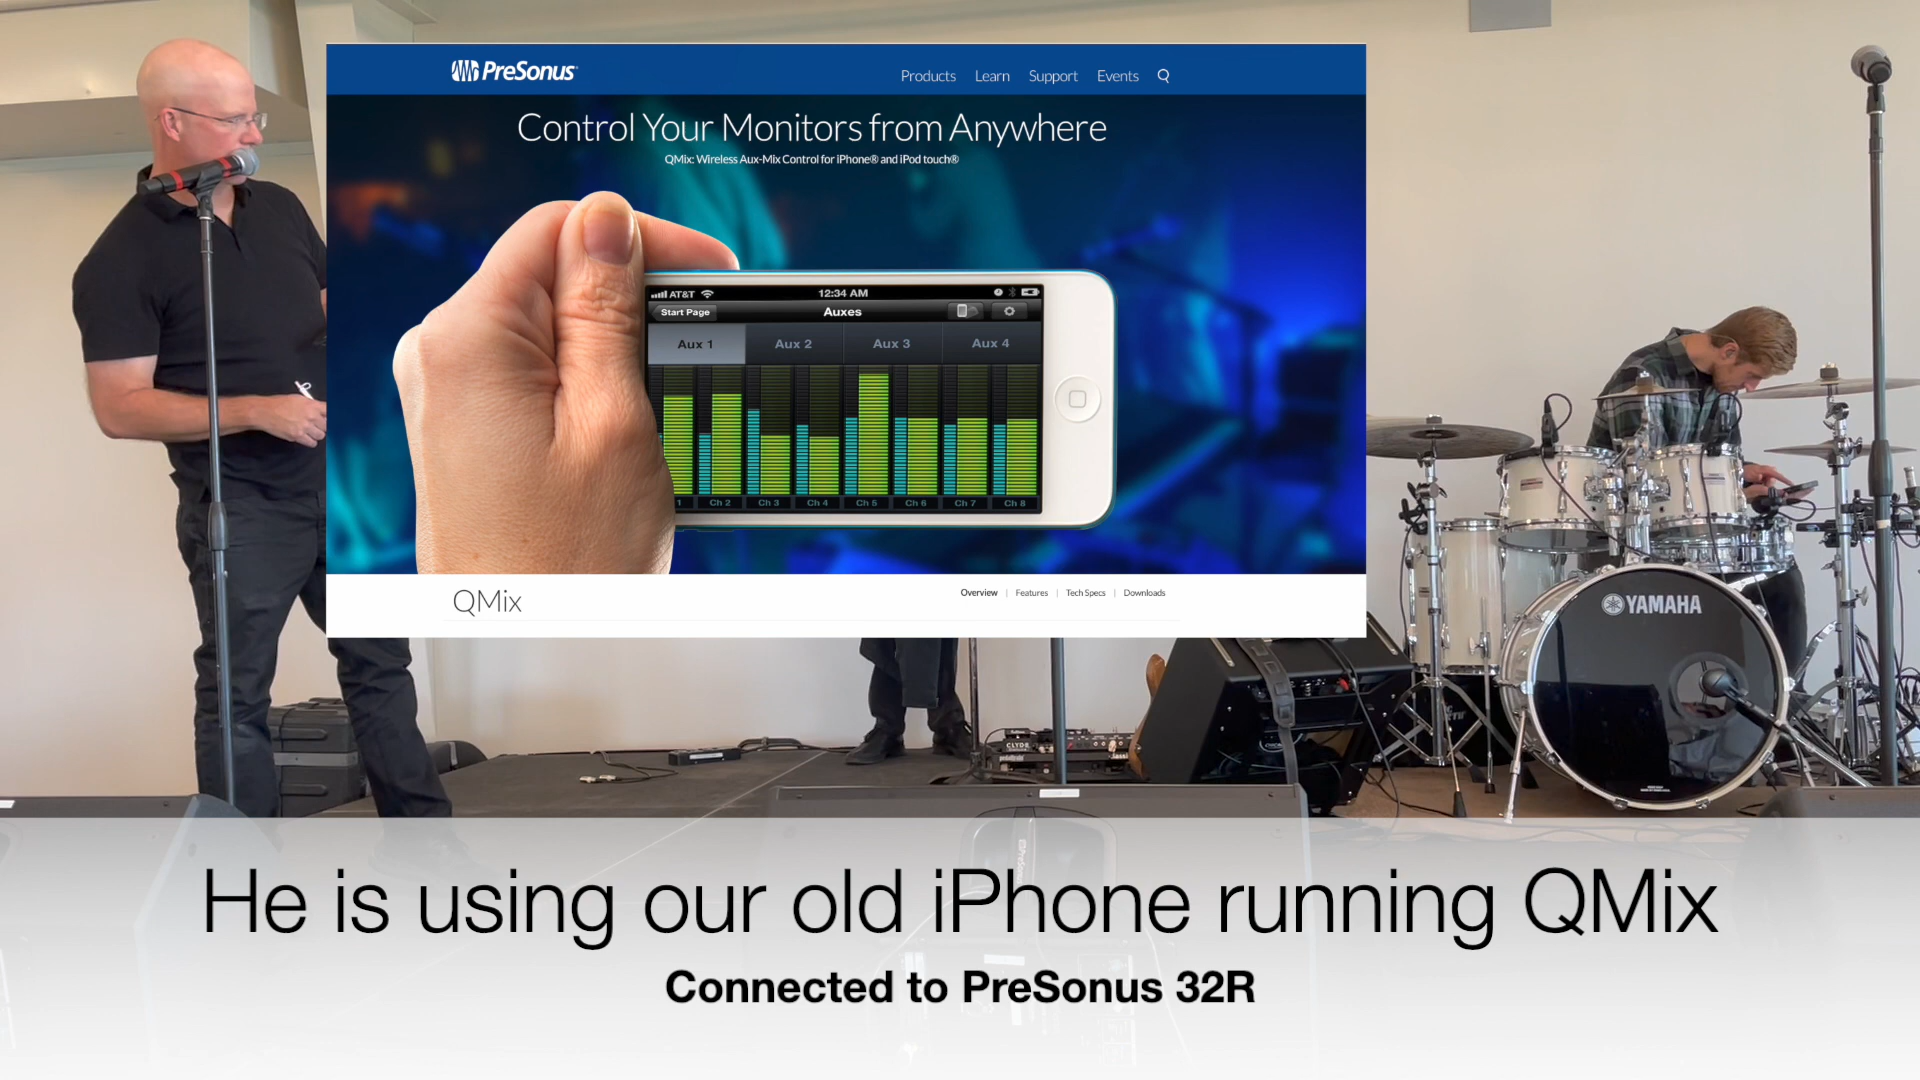 PreSonus
Products Learn Support Events
Control Your Monitors from Anywhere
QMix: Wireless Aux-Mix Control for iPhone® and iPod touch®
AT&T 12:34 AM
Start Page Auxes
Aux 1 Aux 2 Aux 3 Aux 4
1 Ch 2 Ch 3 Ch 4 Ch 5 Ch 6 Ch 7 Ch 8
QMix
Overview | Features | Tech Specs | Downloads
YAMAHA
CLYDE
He is using our old iPhone running QMix
Connected to PreSonus 32R